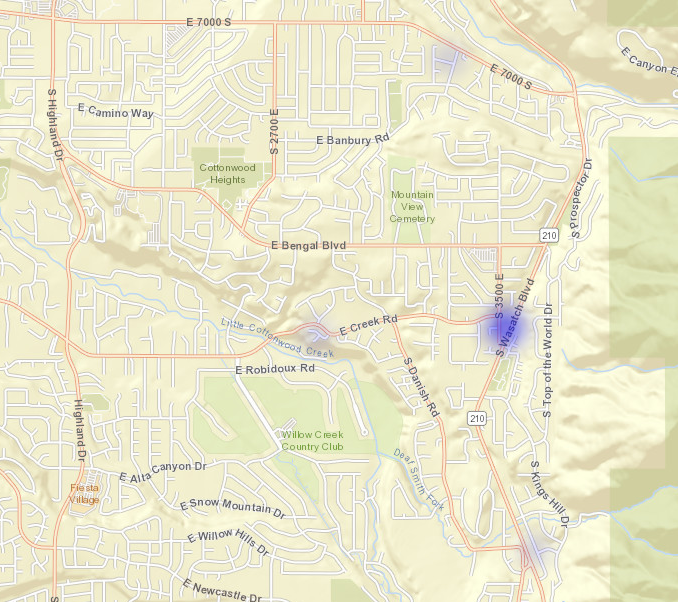 E 7000 S
E 7000 S
E Canyon E
S Highland Dr
E Camino Way
S 2700 E
E Banbury Rd
Cottonwood
Heights
S Prospector Dr
Mountain
View
Cemetery
210
E Bengal Blvd
S 3500 E
S Wasatch Blvd
S Top of the World Dr
Little Cottonwood Creek
E Creek Rd
E Robidoux Rd
S Danish Rd
210
Highland Dr
Willow Creek
Country Club
Deaf Smith Fork
E Alta Canyon Dr
S Kings Hill Dr
Fiesta
Village
E Snow Mountain Dr
E Willow Hills Dr
E Newcastle Dr
S